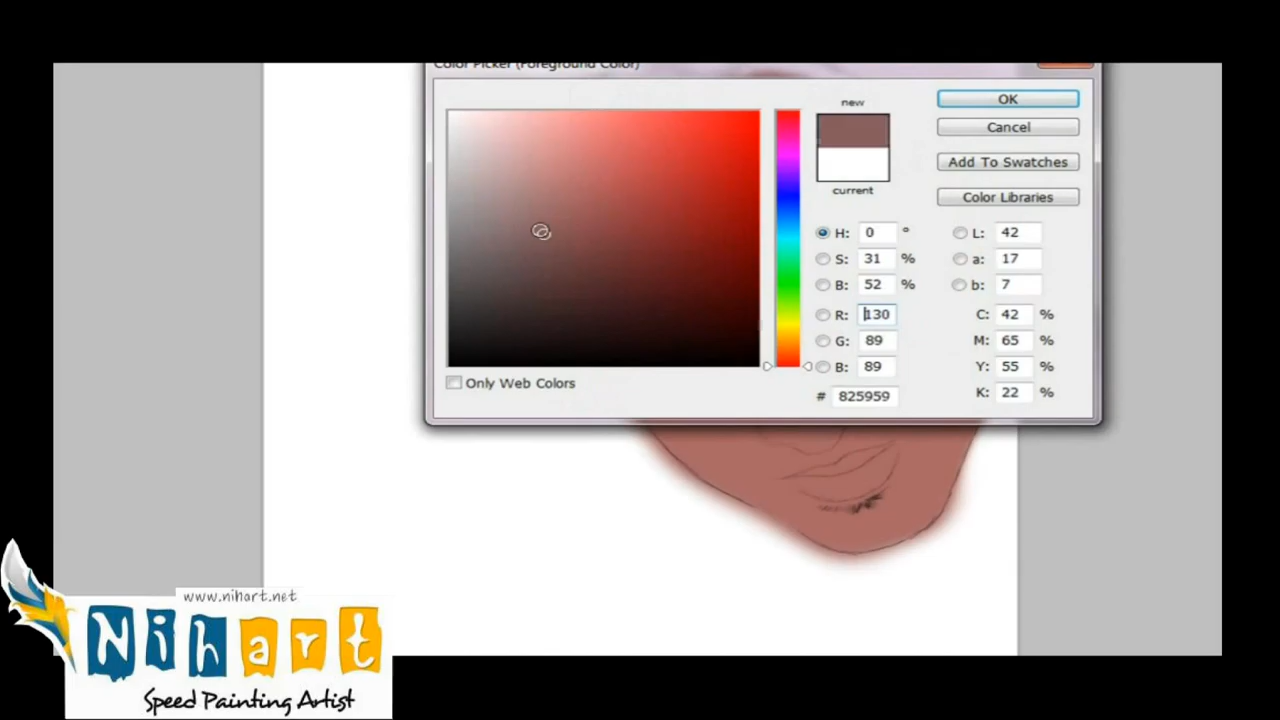 Color Picker (Foreground Color)
new
OK
Cancel
Add To Swatches
current
Color Libraries
H: 0 °
L: 42
S: 31 %
a: 17
B: 52 %
b: 7
R: 130
C: 42 %
G: 89
M: 65 %
B: 89
Y: 55 %
Only Web Colors
# 825959
K: 22 %
www.nihart.net
Nihart
Speed Painting Artist